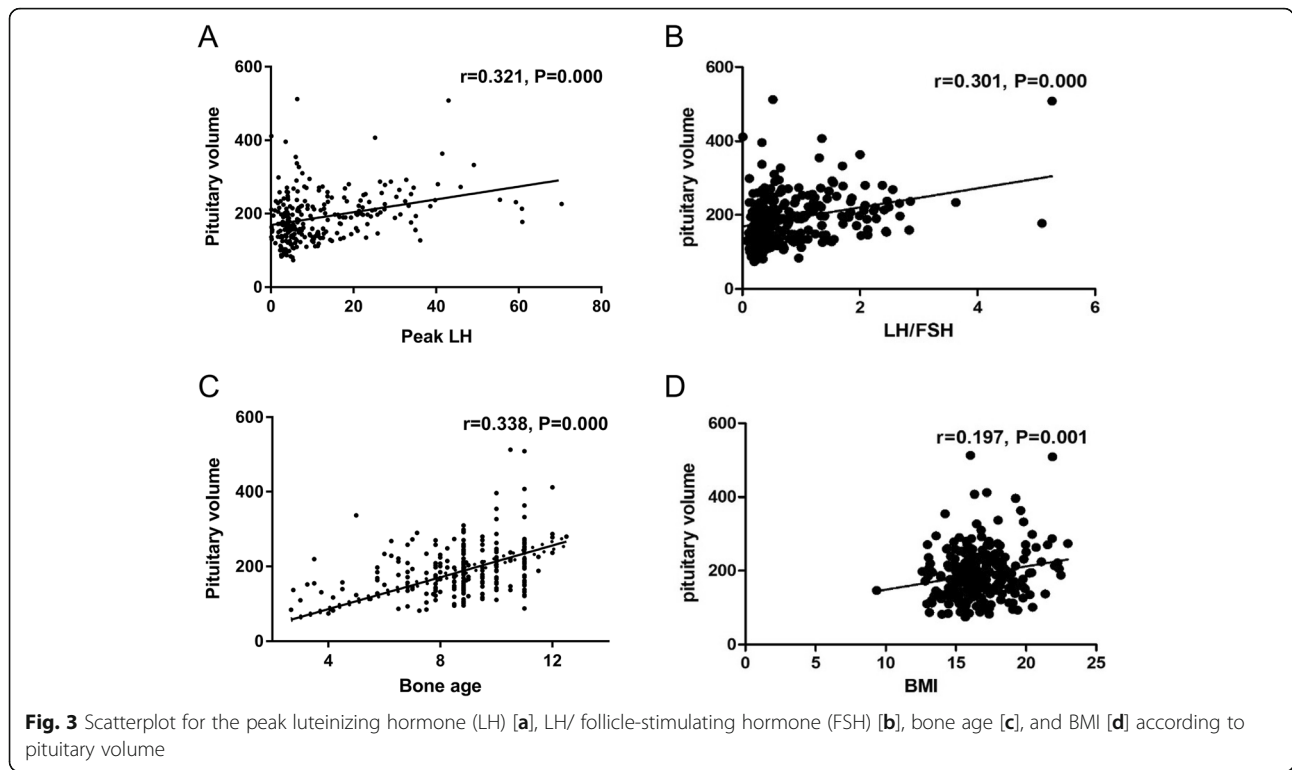 A
B
r=0.321, P=0.000
r=0.301, P=0.000
600
400
200
0
Pituitary volume
0 20 40 60 80
Peak LH
600
400
200
0
pituitary volume
0 2 4 6
LH/FSH
C
D
r=0.338, P=0.000
r=0.197, P=0.001
600
400
200
0
Pituitary volume
4 8 12
Bone age
600
400
200
0
pituitary volume
0 5 10 15 20 25
BMI
Fig. 3 Scatterplot for the peak luteinizing hormone (LH) [a], LH/ follicle-stimulating hormone (FSH) [b], bone age [c], and BMI [d] according to
pituitary volume